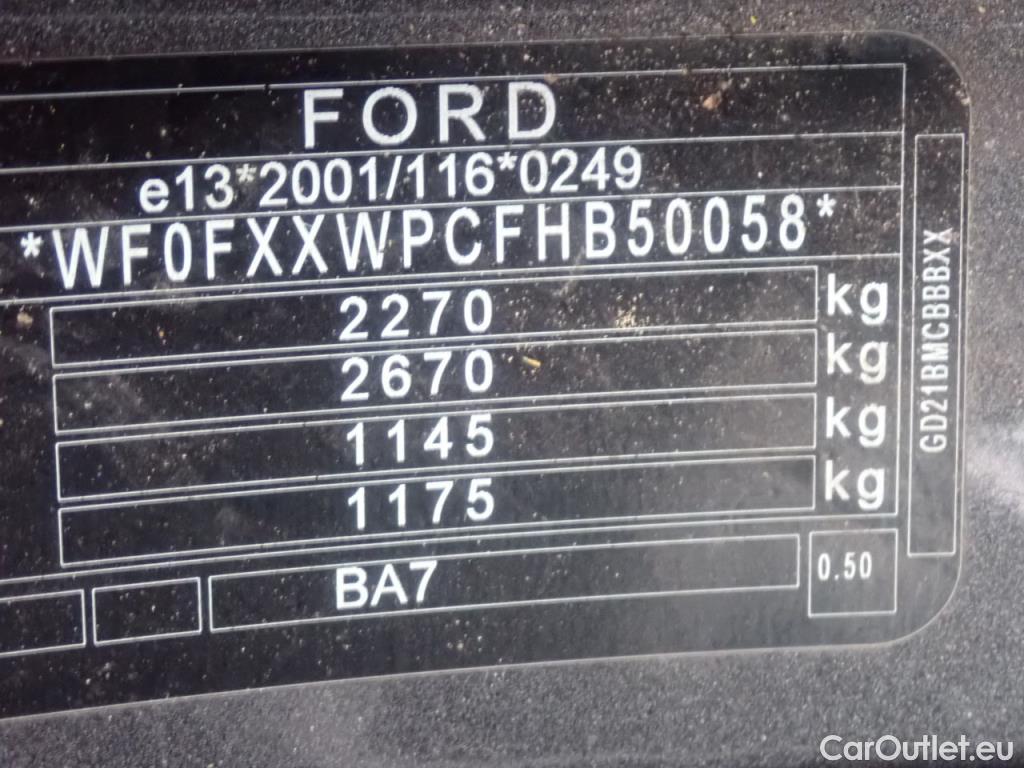 FORD
e13*2001/116*0249
*WF0FXXWPCFHB50058*
2270 kg
2670 kg
1145 kg
1175 kg
BA7
0.50
GD21BMCBBBXX
CarOutlet.eu